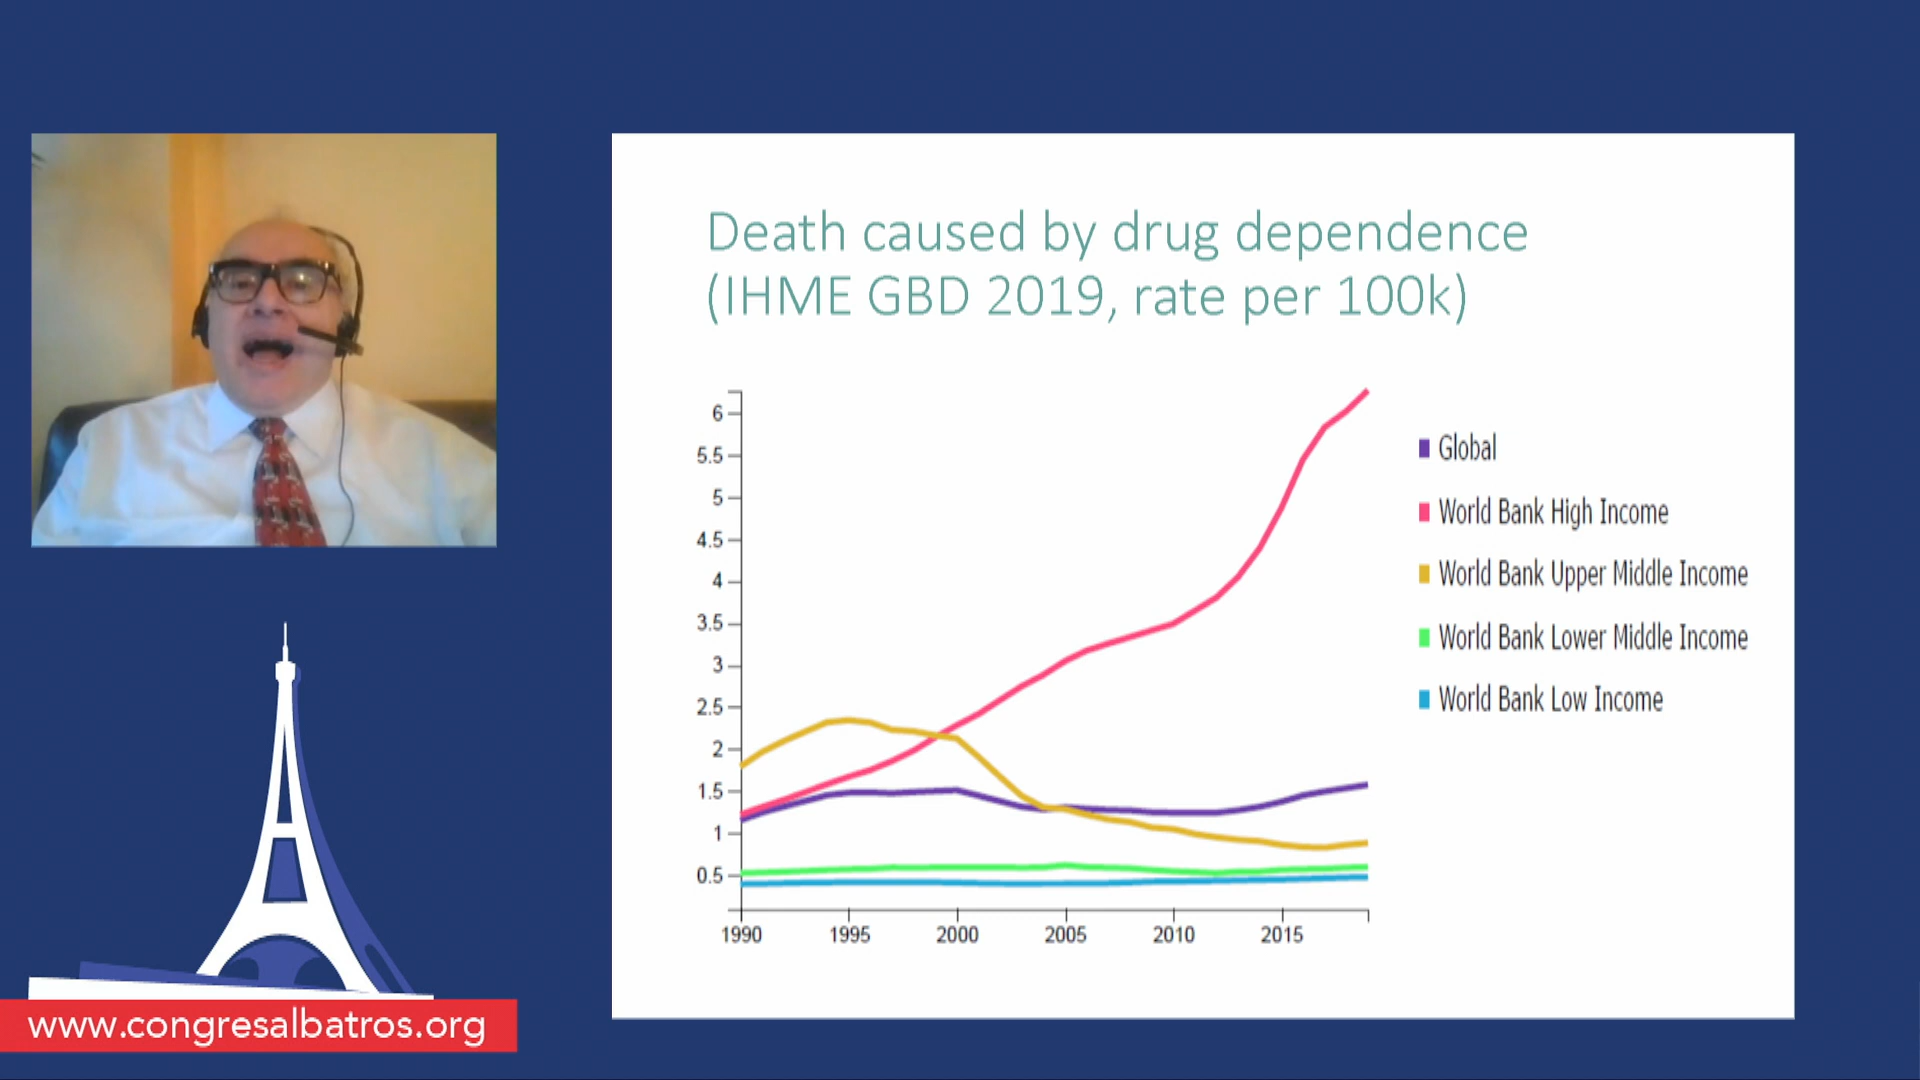 Death caused by drug dependence
(IHME GBD 2019, rate per 100k)
6
5.5
5
4.5
4
3.5
3
2.5
2
1.5
1
0.5
1990 1995 2000 2005 2010 2015
Global
World Bank High Income
World Bank Upper Middle Income
World Bank Lower Middle Income
World Bank Low Income
www.congresalbatros.org